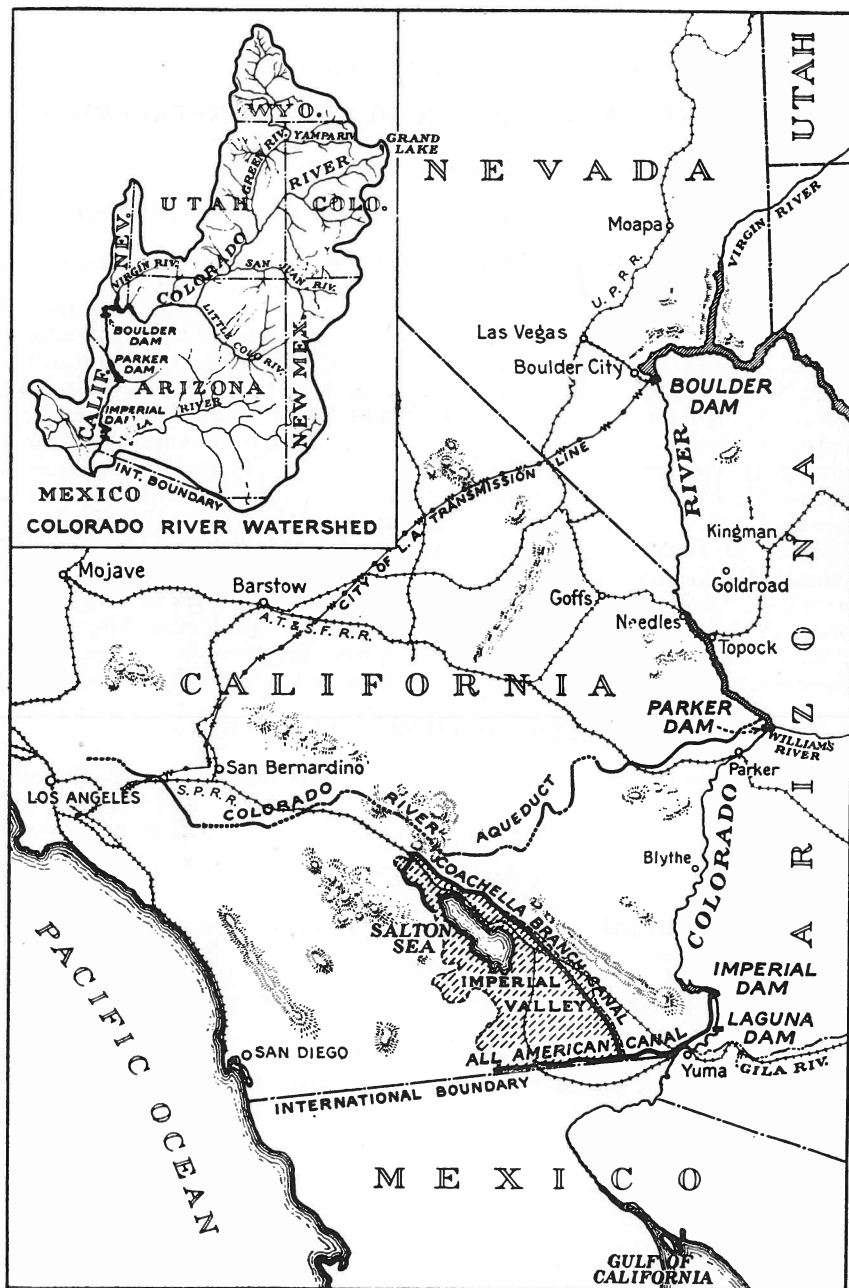 WYO.
GREEN RIV.
YAMPA RIV.
GRAND
LAKE
UTAH
COLO.
COLORADO RIVER
NEV.
VIRGIN RIV.
SAN JUAN RIV.
LITTLE COLO RIV.
BOULDER
DAM
PARKER
DAM
CALIF.
ARIZONA
NEW MEX.
IMPERIAL
RIVER
INT. BOUNDARY
MEXICO
COLORADO RIVER WATERSHED
UTAH
NEVADA
Moapa
VIRGIN RIVER
U.P.R.R.
Las Vegas
Boulder City
BOULDER
DAM
CITY OF L.A. TRANSMISSION LINE
RIVER
ARIZONA
Kingman
Goldroad
Mojave
Barstow
A.T. & S.F. R.R.
Goffs
Needles
Topock
CALIFORNIA
PARKER
DAM
WILLIAM'S
RIVER
Parker
San Bernardino
LOS ANGELES
S.P.R.R.
COLORADO RIVER AQUEDUCT
COLORADO
Blythe
COACHELLA BRANCH CANAL
SALTON
SEA
IMPERIAL
VALLEY
IMPERIAL
DAM
LAGUNA
DAM
ALL AMERICAN CANAL
Yuma
GILA RIV.
SAN DIEGO
INTERNATIONAL BOUNDARY
PACIFIC OCEAN
MEXICO
GULF OF
CALIFORNIA